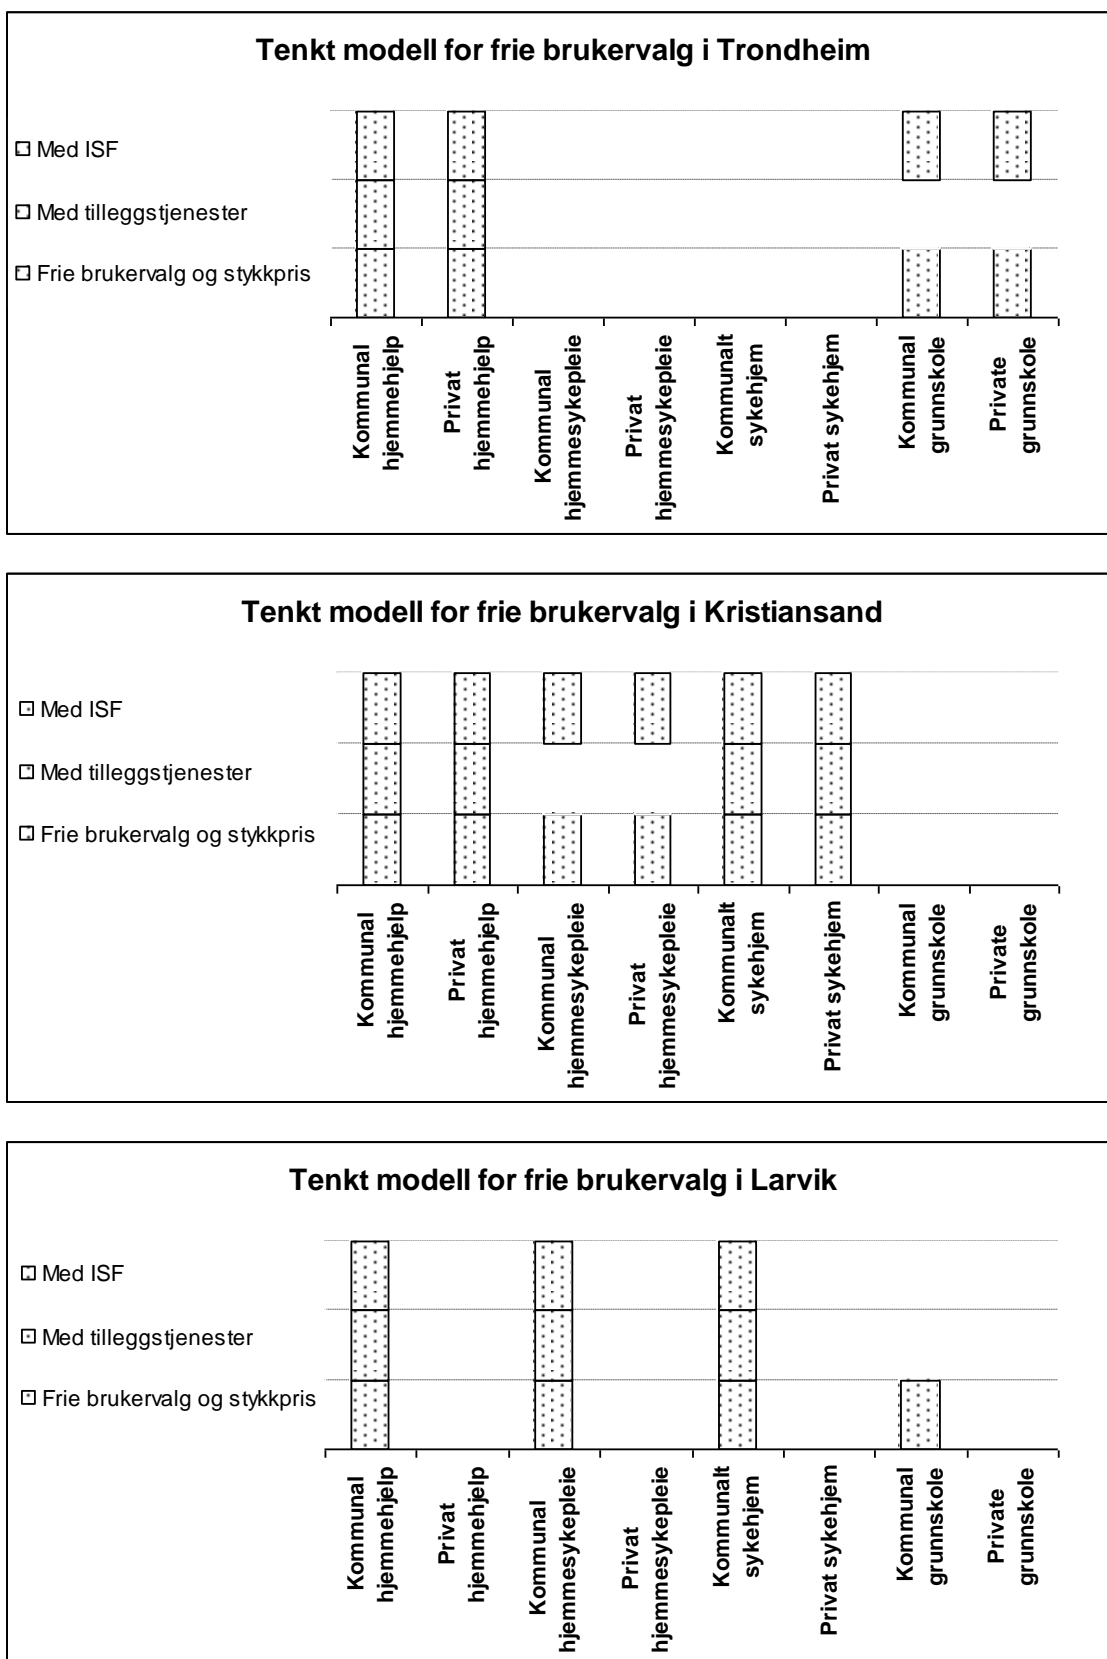 Tenkt modell for frie brukervalg i Trondheim
Med ISF
Med tilleggstjenester
Frie brukervalg og stykkpris
Kommunal
hjemmehjelp
Privat
hjemmehjelp
Kommunal
hjemmesykepleie
Privat
hjemmesykepleie
Kommunalt
sykehjem
Privat sykehjem
Kommunal
grunnskole
Private
grunnskole
Tenkt modell for frie brukervalg i Kristiansand
Med ISF
Med tilleggstjenester
Frie brukervalg og stykkpris
Kommunal
hjemmehjelp
Privat
hjemmehjelp
Kommunal
hjemmesykepleie
Privat
hjemmesykepleie
Kommunalt
sykehjem
Privat sykehjem
Kommunal
grunnskole
Private
grunnskole
Tenkt modell for frie brukervalg i Larvik
Med ISF
Med tilleggstjenester
Frie brukervalg og stykkpris
Kommunal
hjemmehjelp
Privat
hjemmehjelp
Kommunal
hjemmesykepleie
Privat
hjemmesykepleie
Kommunalt
sykehjem
Privat sykehjem
Kommunal
grunnskole
Private
grunnskole